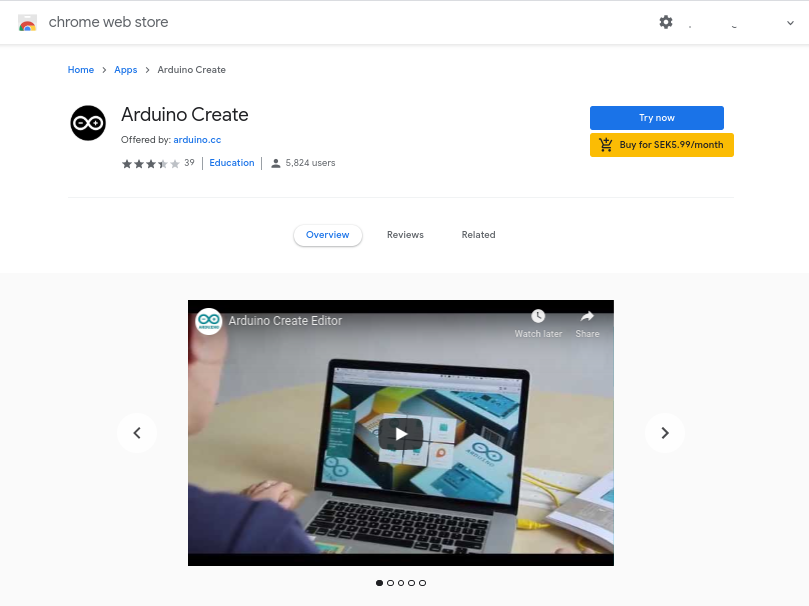 chrome web store
Home > Apps > Arduino Create
Arduino Create
Offered by: arduino.cc
39 | Education | 5,824 users
Try now
Buy for SEK5.99/month
Overview Reviews Related
Arduino Create Editor
Watch later Share